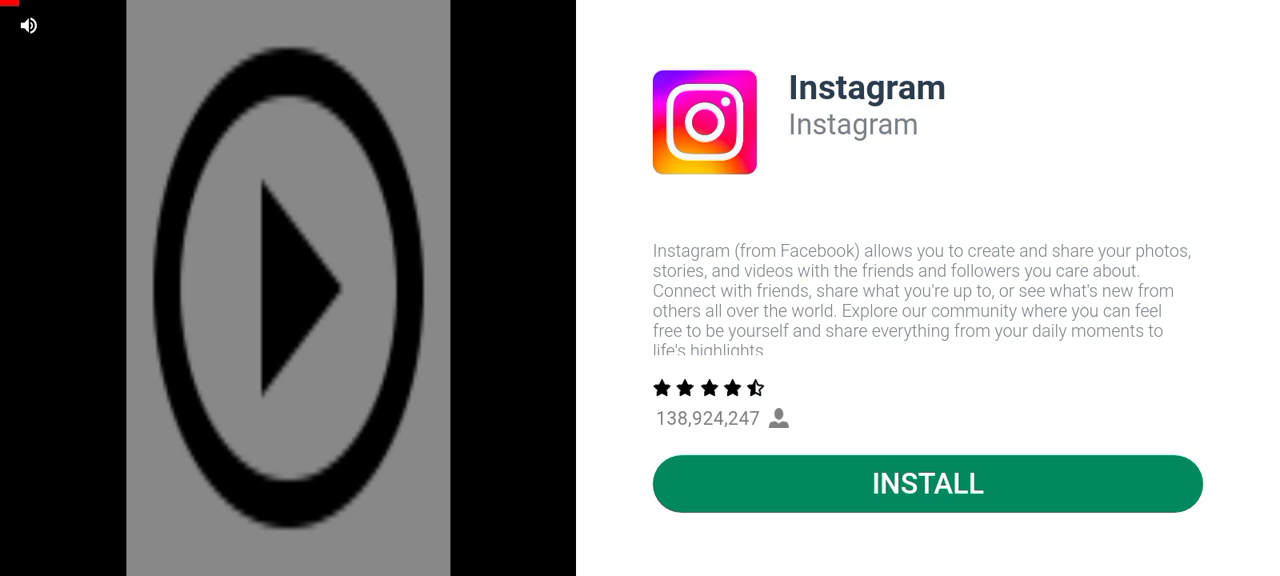 Instagram
Instagram
Instagram (from Facebook) allows you to create and share your photos,
stories, and videos with the friends and followers you care about.
Connect with friends, share what you're up to, or see what's new from
others all over the world. Explore our community where you can feel
free to be yourself and share everything from your daily moments to
life's highlights
138,924,247
INSTALL